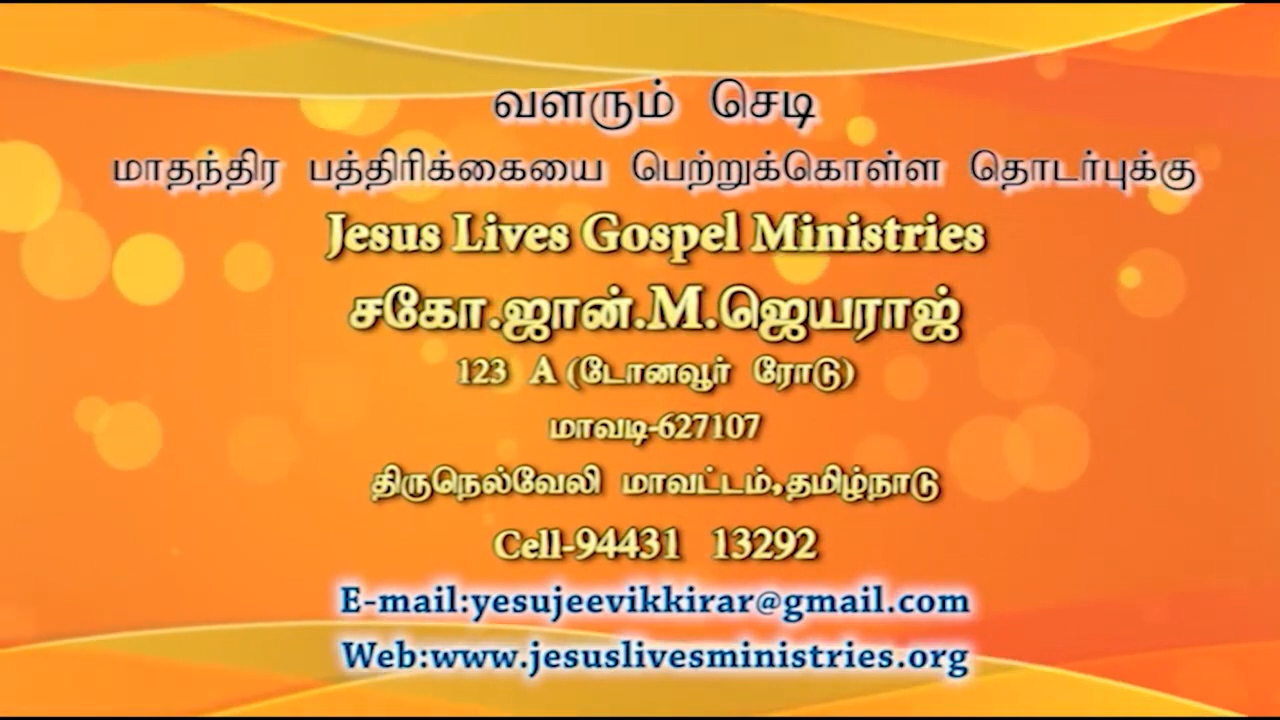 வளரும் செடி
மாதந்திர பத்திரிக்கையை பெற்றுக்கொள்ள தொடர்புக்கு
Jesus Lives Gospel Ministries
சகோ.ஜான்.M.ஜெயராஜ்
123 A (டோனவூர் ரோடு)
மாவடி-627107
திருநெல்வேலி மாவட்டம்,தமிழ்நாடு
Cell-94431 13292
E-mail:yesujeevikkirar@gmail.com
Web:www.jesuslivesministries.org